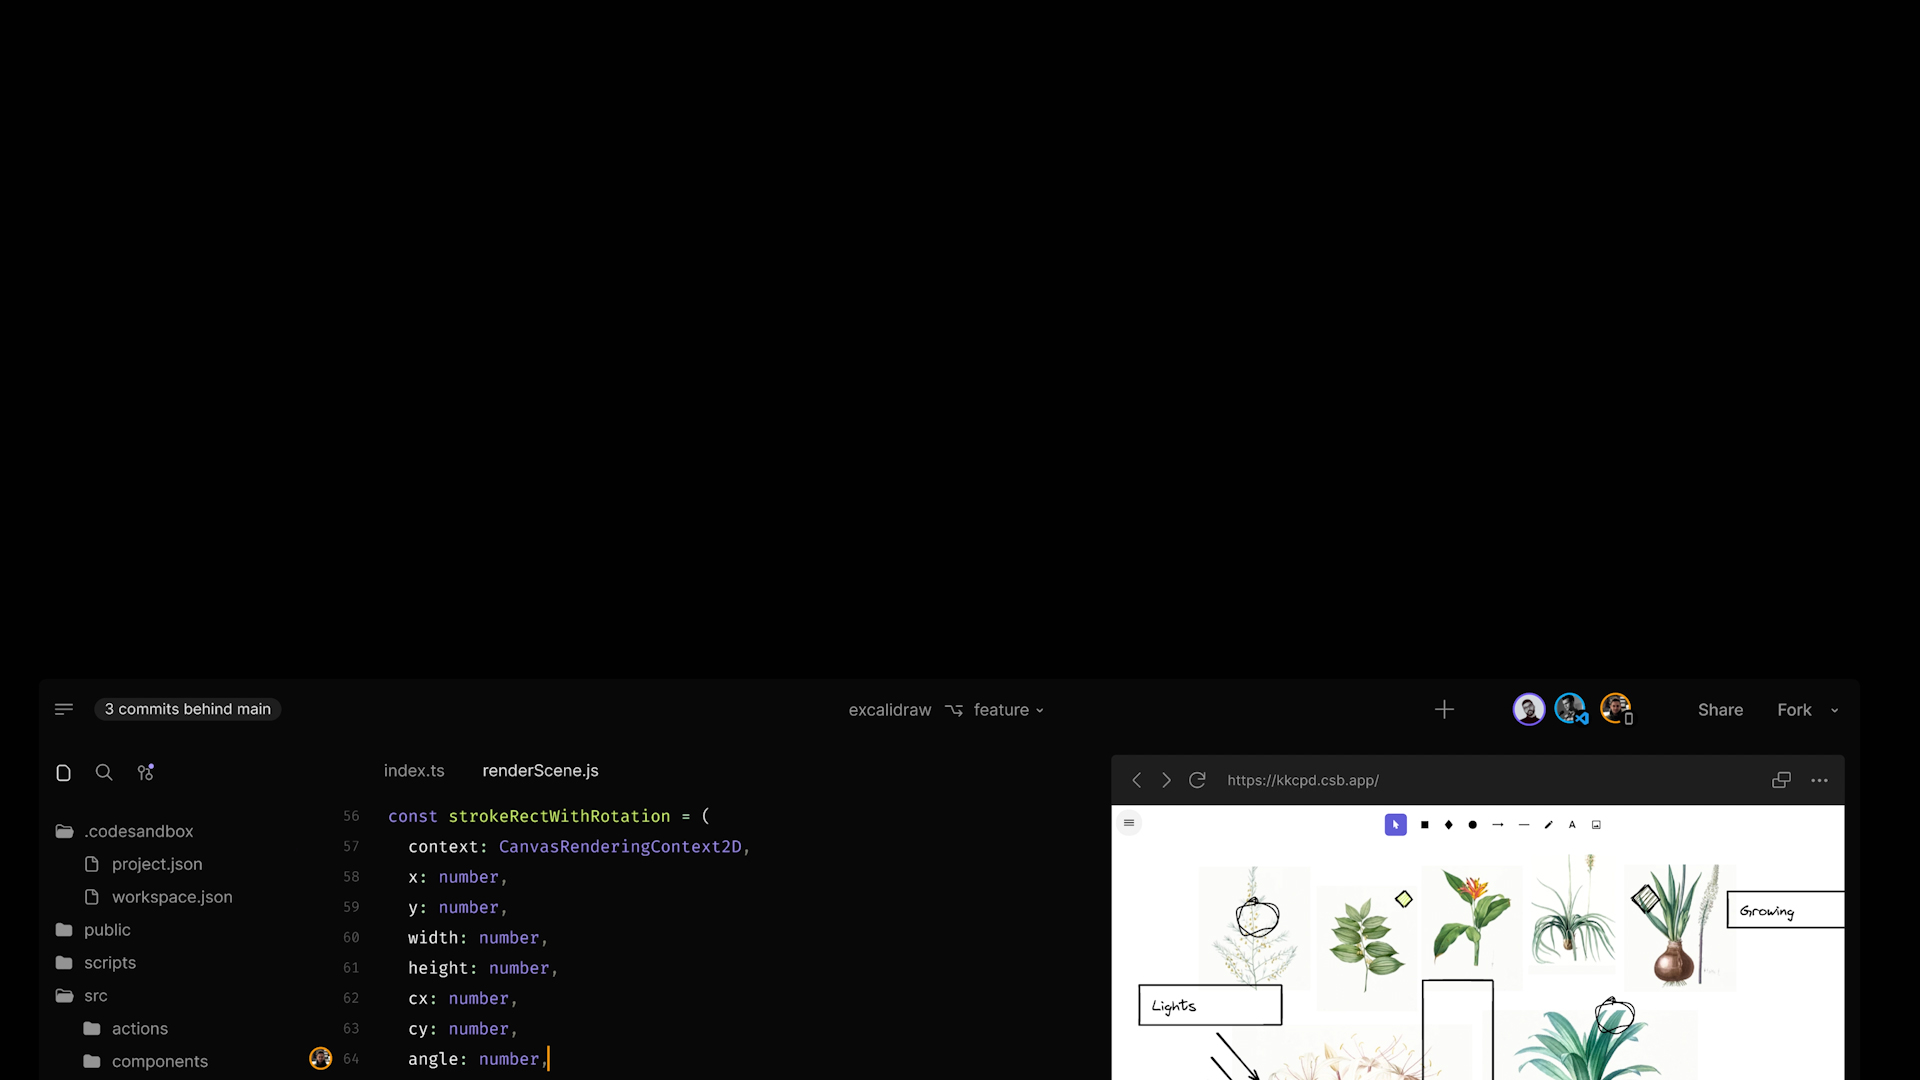 3 commits behind main
excalidraw feature
Share Fork
index.ts renderScene.js
https://kkcpd.csb.app/
.codesandbox
project.json
workspace.json
public
scripts
src
actions
components
56 const strokeRectWithRotation = (
57 context: CanvasRenderingContext2D,
58 x: number,
59 y: number,
60 width: number,
61 height: number,
62 cx: number,
63 cy: number,
64 angle: number,
A
Growing
Lights